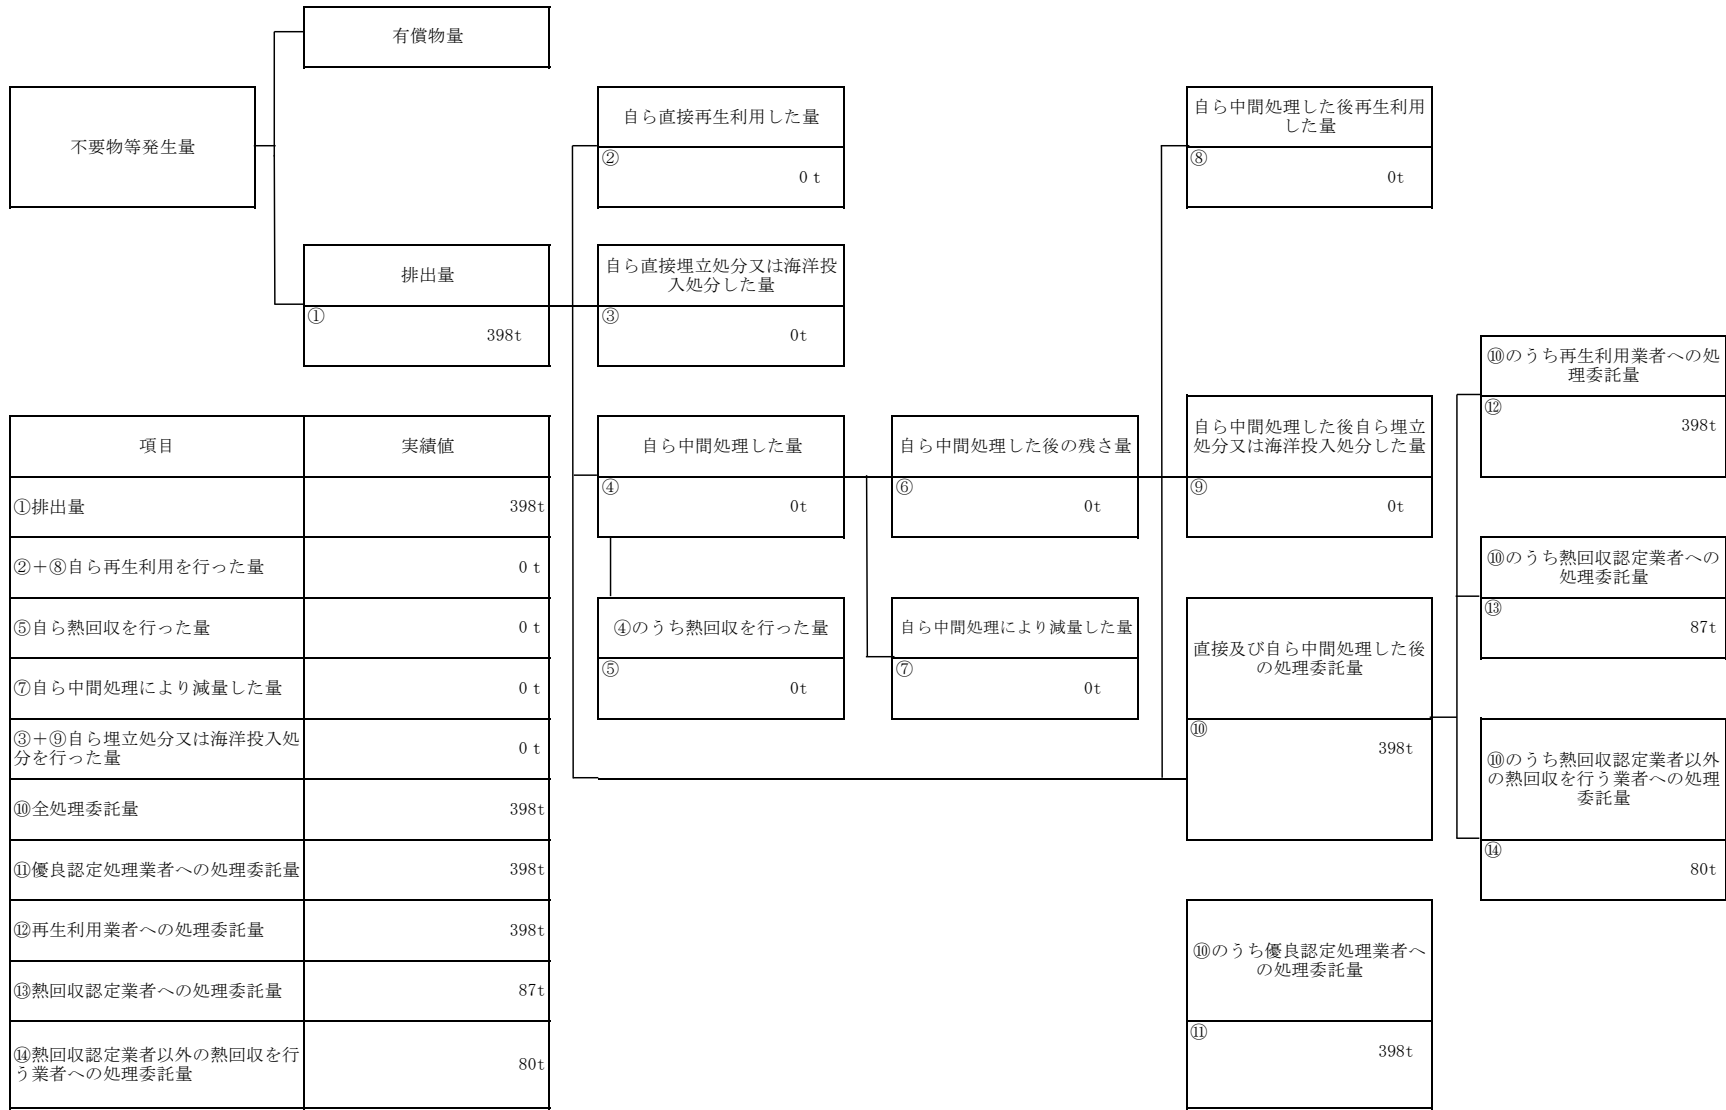 有償物量
不要物等発生量
自ら直接再生利用した量
②
0 t
自ら中間処理した後再生利用
した量
⑧
0t
排出量
①
398t
自ら直接埋立処分又は海洋投
入処分した量
③
0t
⑩のうち再生利用業者への処
理委託量
⑫
398t
項目
実績値
①排出量
398t
②＋⑧自ら再生利用を行った量
0 t
⑤自ら熱回収を行った量
0 t
⑦自ら中間処理により減量した量
0 t
③＋⑨自ら埋立処分又は海洋投入処
分を行った量
0 t
⑩全処理委託量
398t
⑪優良認定処理業者への処理委託量
398t
⑫再生利用業者への処理委託量
398t
⑬熱回収認定業者への処理委託量
87t
⑭熱回収認定業者以外の熱回収を行
う業者への処理委託量
80t
自ら中間処理した量
④
0t
自ら中間処理した後の残さ量
⑥
0t
自ら中間処理した後自ら埋立
処分又は海洋投入処分した量
⑨
0t
④のうち熱回収を行った量
⑤
0t
自ら中間処理により減量した量
⑦
0t
直接及び自ら中間処理した後
の処理委託量
⑩
398t
⑩のうち熱回収認定業者への
処理委託量
⑬
87t
⑩のうち熱回収認定業者以外
の熱回収を行う業者への処理
委託量
⑭
80t
⑩のうち優良認定処理業者へ
の処理委託量
⑪
398t